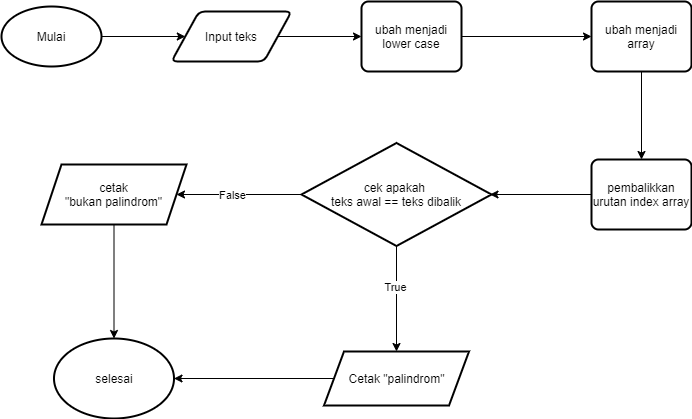 Mulai
Input teks
ubah menjadi
lower case
ubah menjadi
array
pembalikkan
urutan index array
cek apakah
teks awal == teks dibalik
False
cetak
"bukan palindrom"
True
Cetak "palindrom"
selesai